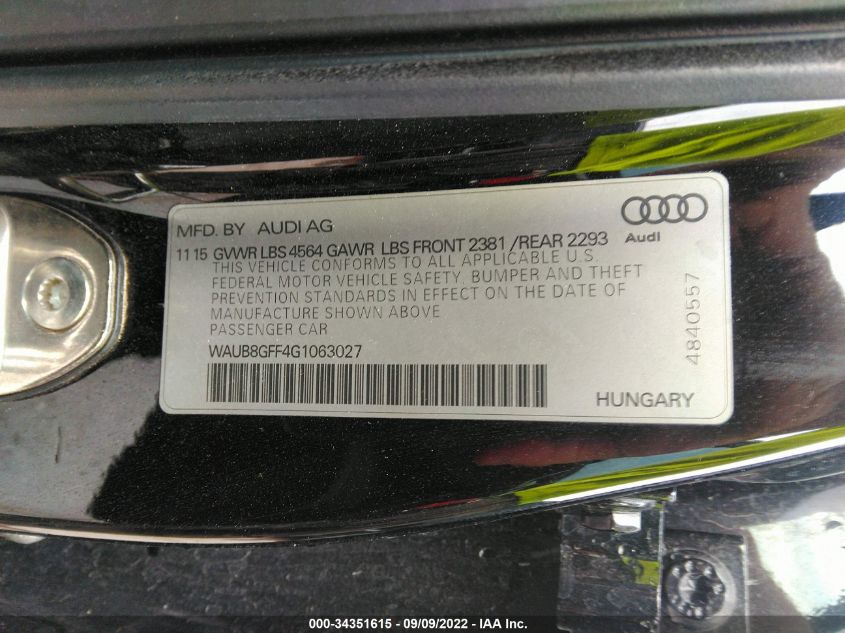 MFD. BY AUDI AG
11 15 GVWR LBS 4564 GAWR LBS FRONT 2381 /REAR 2293
THIS VEHICLE CONFORMS TO ALL APPLICABLE U.S.
FEDERAL MOTOR VEHICLE SAFETY, BUMPER AND THEFT
PREVENTION STANDARDS IN EFFECT ON THE DATE OF
MANUFACTURE SHOWN ABOVE
PASSENGER CAR
WAUB8GFF4G1063027
Audi
4840557
HUNGARY
000-34351615 - 09/09/2022 - IAA Inc.